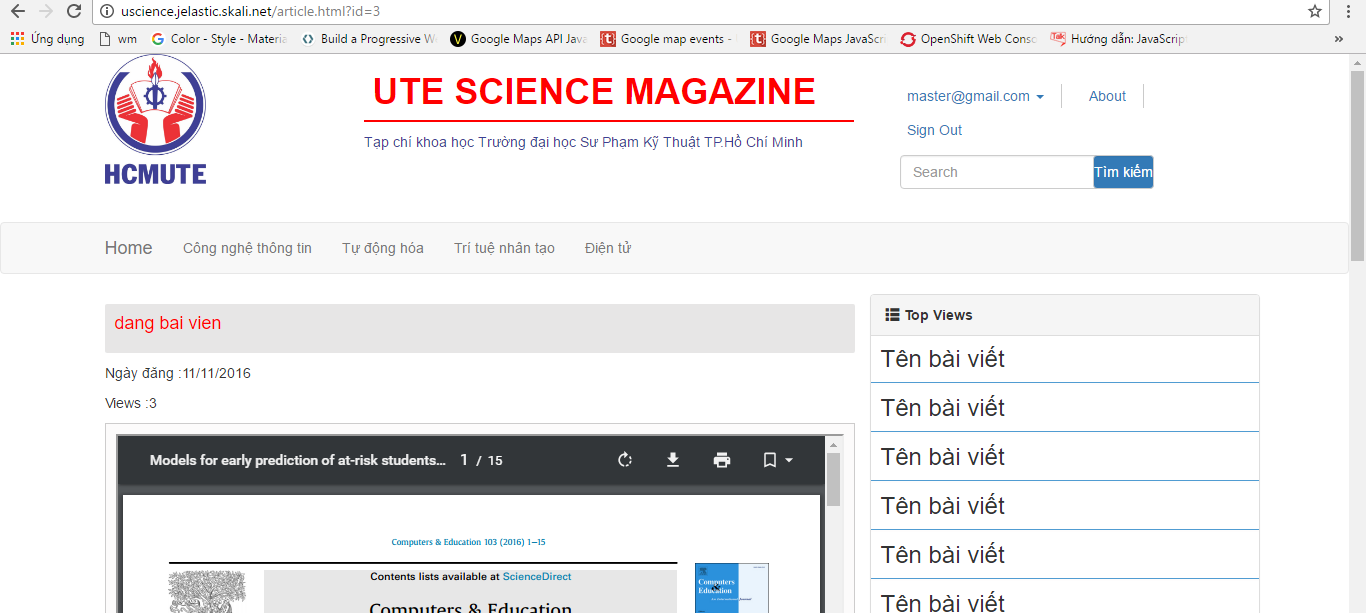 uscience.jelastic.skali.net/article.html?id=3
Ứng dụng wm Color - Style - Materia Build a Progressive W Google Maps API Java Google map events - Google Maps JavaScri OpenShift Web Conso Hướng dẫn: JavaScrip »
HCMUTE
UTE SCIENCE MAGAZINE
Tạp chí khoa học Trường đại học Sư Phạm Kỹ Thuật TP.Hồ Chí Minh
master@gmail.com About
Sign Out
Search Tìm kiếm
Home Công nghệ thông tin Tự động hóa Trí tuệ nhân tạo Điện tử
dang bai vien
Ngày đăng :11/11/2016
Views :3
Models for early prediction of at-risk students... 1 / 15
Computers & Education 103 (2016) 1–15
Contents lists available at ScienceDirect
Computers & Education
Computers
Education
Top Views
Tên bài viết
Tên bài viết
Tên bài viết
Tên bài viết
Tên bài viết
Tên bài viết